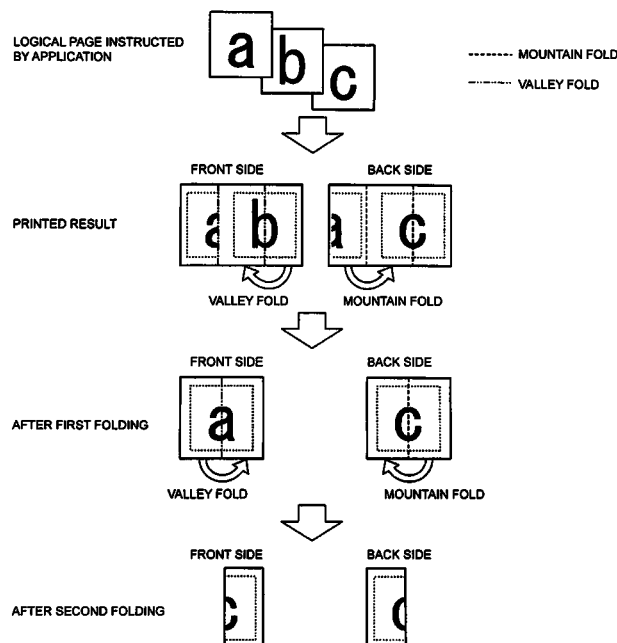 LOGICAL PAGE INSTRUCTED
BY APPLICATION
a
b
c
MOUNTAIN FOLD
VALLEY FOLD
FRONT SIDE
BACK SIDE
PRINTED RESULT
a
b
a
c
VALLEY FOLD
MOUNTAIN FOLD
FRONT SIDE
BACK SIDE
AFTER FIRST FOLDING
a
c
VALLEY FOLD
MOUNTAIN FOLD
FRONT SIDE
BACK SIDE
AFTER SECOND FOLDING
c
c